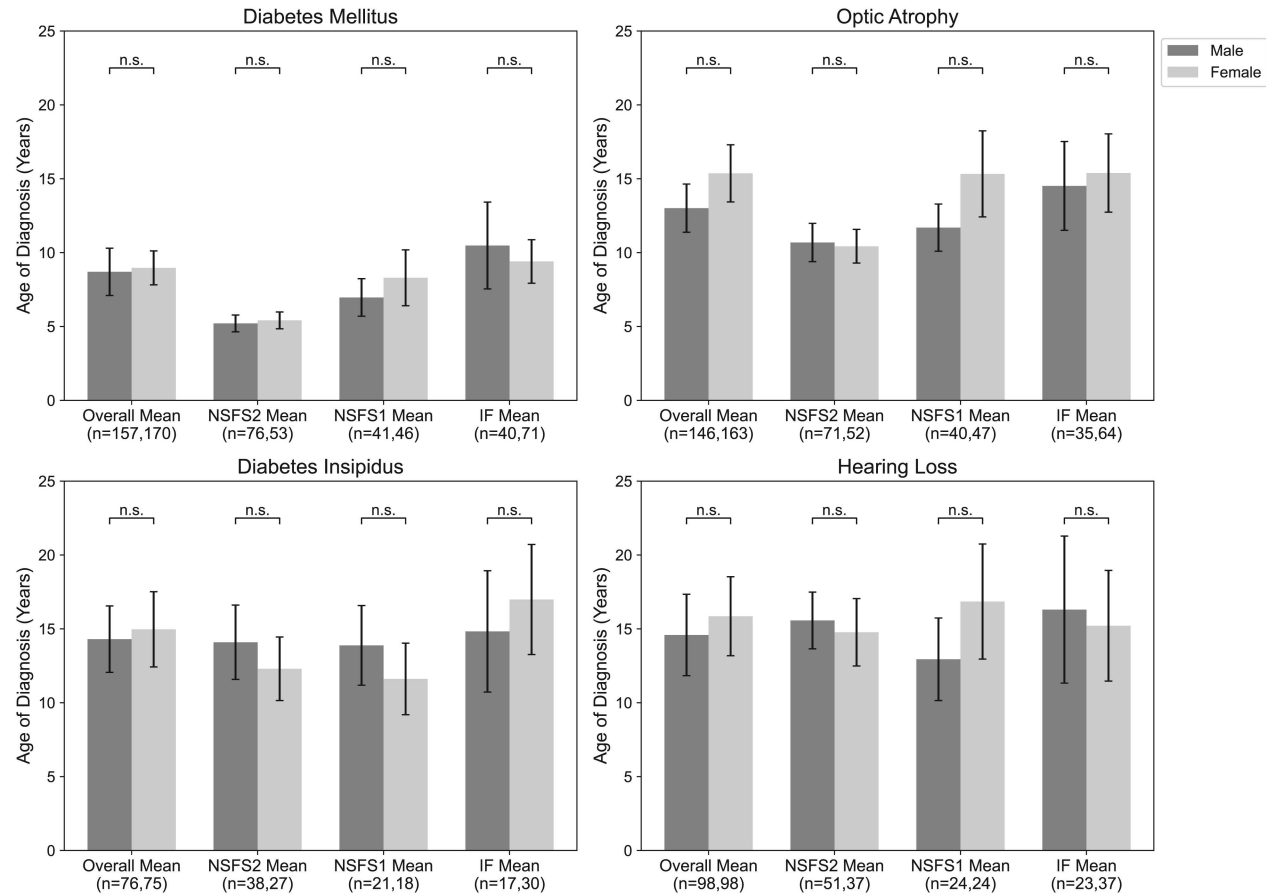 Diabetes Mellitus
Optic Atrophy
25
20
15
10
5
0
Age of Diagnosis (Years)
n.s.
n.s.
n.s.
n.s.
Overall Mean
(n=157,170)
NSFS2 Mean
(n=76,53)
NSFS1 Mean
(n=41,46)
IF Mean
(n=40,71)
25
20
15
10
5
0
Age of Diagnosis (Years)
n.s.
n.s.
n.s.
n.s.
Overall Mean
(n=146,163)
NSFS2 Mean
(n=71,52)
NSFS1 Mean
(n=40,47)
IF Mean
(n=35,64)
Male
Female
Diabetes Insipidus
Hearing Loss
25
20
15
10
5
0
Age of Diagnosis (Years)
n.s.
n.s.
n.s.
n.s.
Overall Mean
(n=76,75)
NSFS2 Mean
(n=38,27)
NSFS1 Mean
(n=21,18)
IF Mean
(n=17,30)
25
20
15
10
5
0
Age of Diagnosis (Years)
n.s.
n.s.
n.s.
n.s.
Overall Mean
(n=98,98)
NSFS2 Mean
(n=51,37)
NSFS1 Mean
(n=24,24)
IF Mean
(n=23,37)